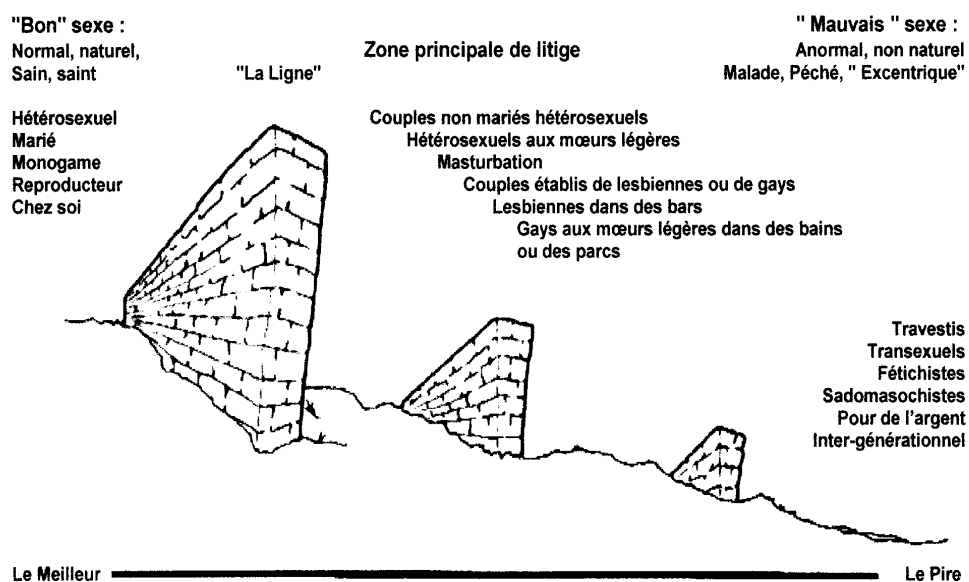 "Bon" sexe :
Normal, naturel,
Sain, saint
"La Ligne"
Zone principale de litige
" Mauvais " sexe :
Anormal, non naturel
Malade, Péché, " Excentrique"
Hétérosexuel
Marié
Monogame
Reproducteur
Chez soi
Couples non mariés hétérosexuels
Hétérosexuels aux mœurs légères
Masturbation
Couples établis de lesbiennes ou de gays
Lesbiennes dans des bars
Gays aux mœurs légères dans des bains
ou des parcs
Travestis
Transexuels
Fétichistes
Sadomasochistes
Pour de l'argent
Inter-générationnel
Le Meilleur
Le Pire